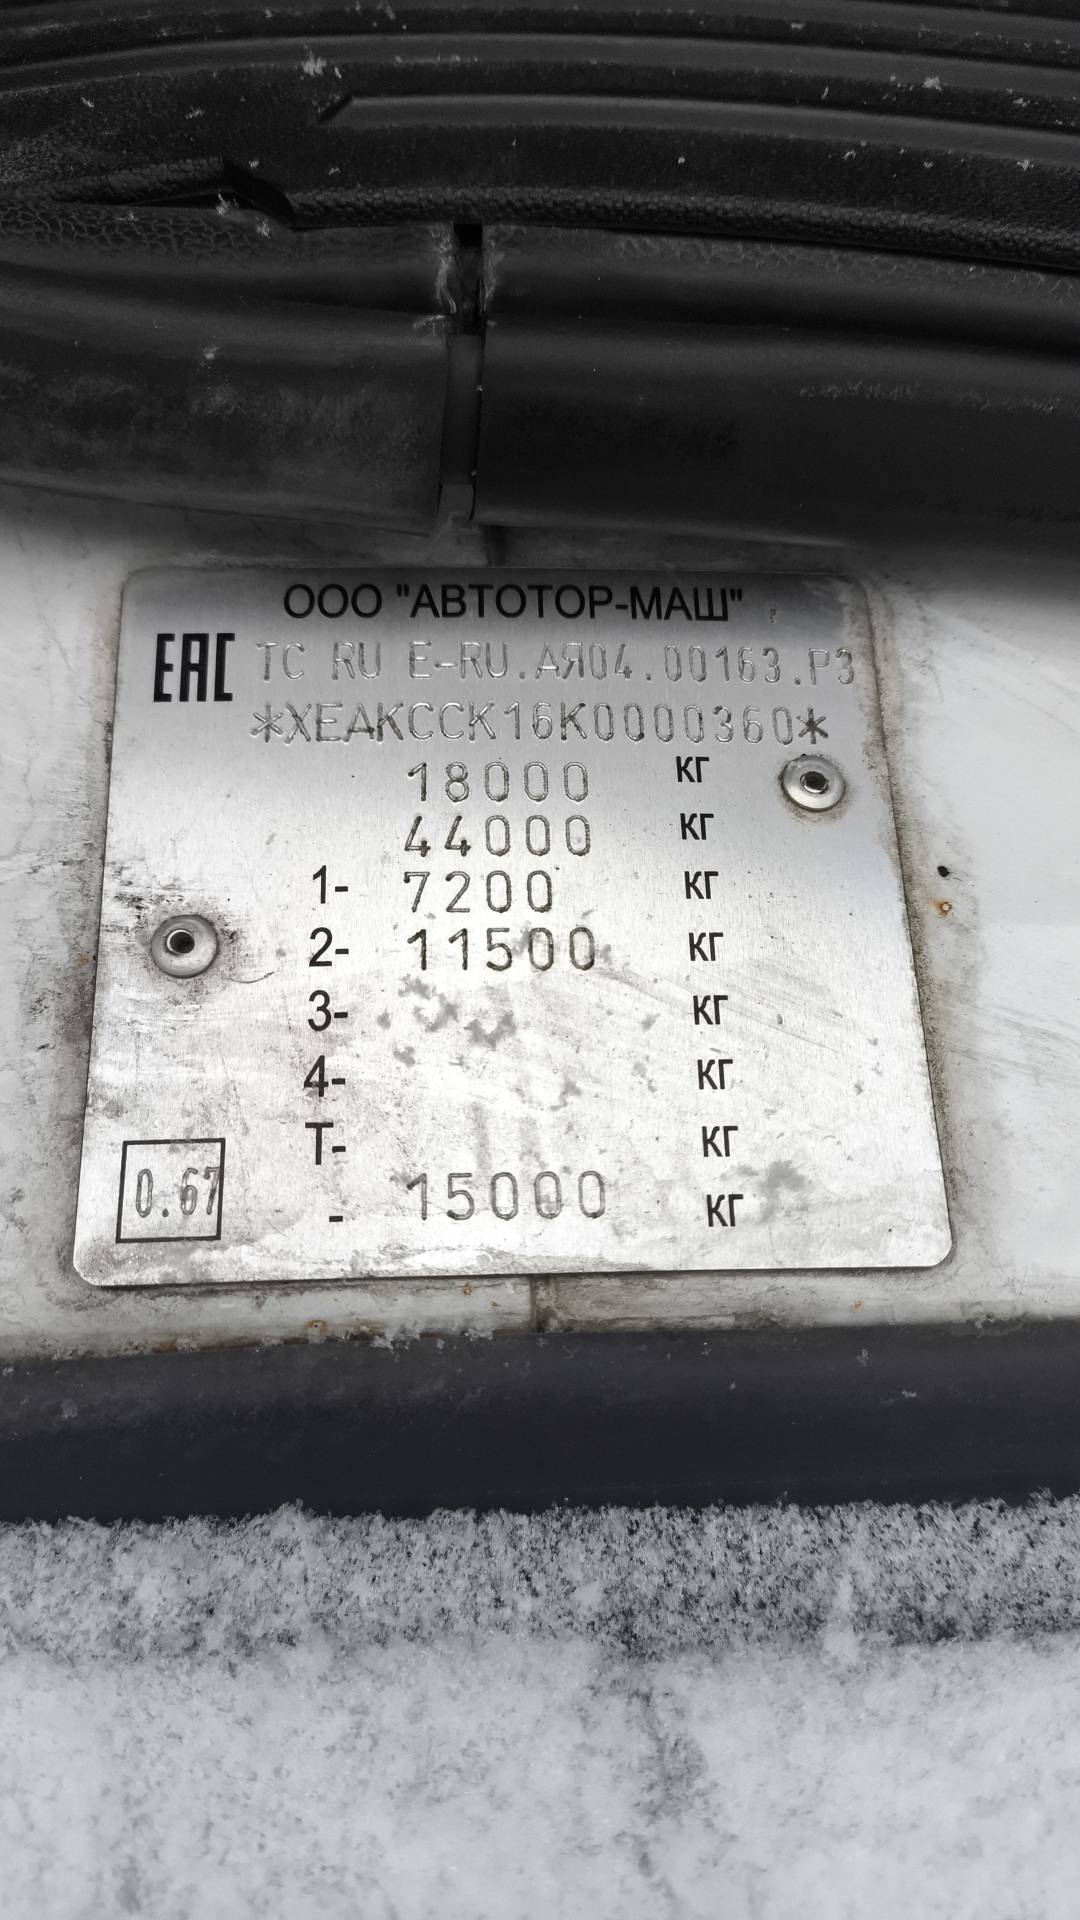 ООО "АВТОТОР-МАШ"
ЕАС ТС RU E-RU.АЯ04.00163.Р3
*XEAKCCK16K0000360*
18000 кг
44000 кг
1- 7200 кг
2- 11500 кг
3- кг
4- кг
Т- кг
0.67
- 15000 кг